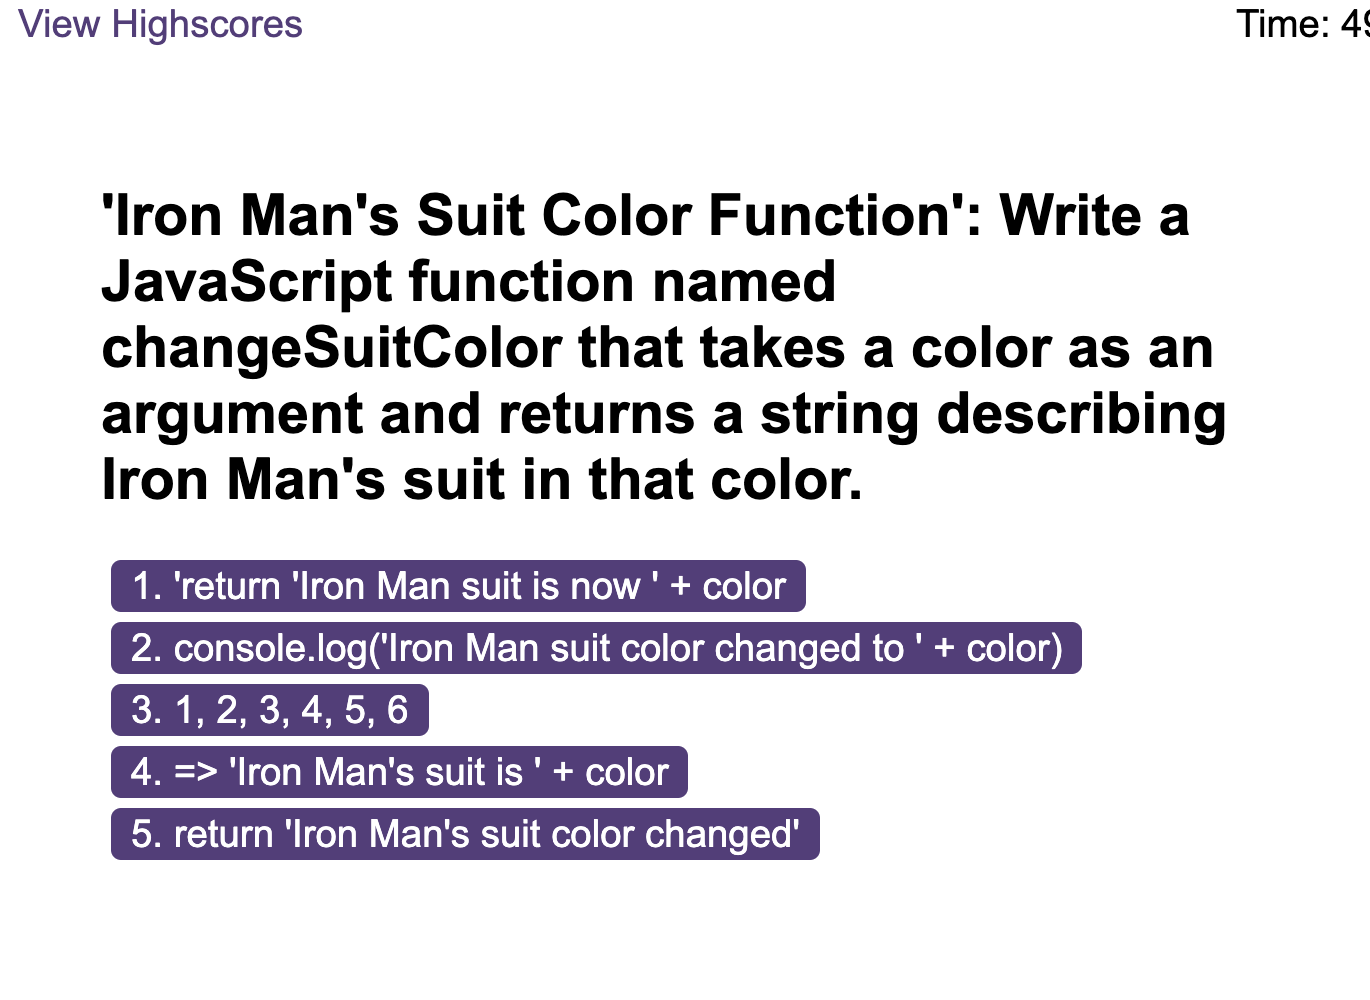 View Highscores
Time: 49
'Iron Man's Suit Color Function': Write a
JavaScript function named
changeSuitColor that takes a color as an
argument and returns a string describing
Iron Man's suit in that color.
1. 'return 'Iron Man suit is now ' + color
2. console.log('Iron Man suit color changed to ' + color)
3. 1, 2, 3, 4, 5, 6
4. => 'Iron Man's suit is ' + color
5. return 'Iron Man's suit color changed'